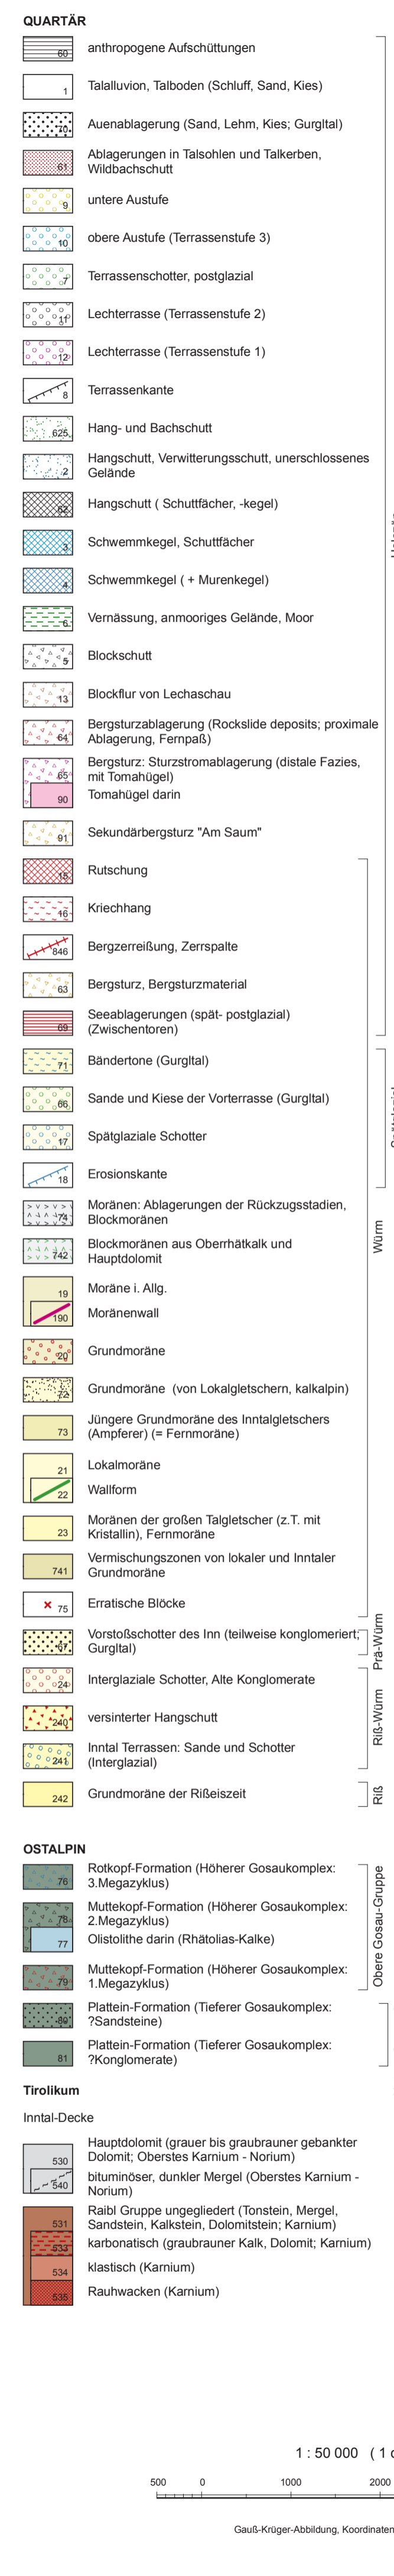 QUARTÄR
60 anthropogene Aufschüttungen
1 Talalluvion, Talboden (Schluff, Sand, Kies)
70 Auenablagerung (Sand, Lehm, Kies; Gurgltal)
61 Ablagerungen in Talsohlen und Talkerben,
Wildbachschutt
9 untere Austufe
10 obere Austufe (Terrassenstufe 3)
7 Terrassenschotter, postglazial
11 Lechterrasse (Terrassenstufe 2)
12 Lechterrasse (Terrassenstufe 1)
8 Terrassenkante
625 Hang- und Bachschutt
2 Hangschutt, Verwitterungsschutt, unerschlossenes
Gelände
62 Hangschutt ( Schuttfächer, -kegel)
3 Schwemmkegel, Schuttfächer
4 Schwemmkegel ( + Murenkegel)
6 Vernässung, anmooriges Gelände, Moor
5 Blockschutt
13 Blockflur von Lechaschau
64 Bergsturzablagerung (Rockslide deposits; proximale
Ablagerung, Fernpaß)
65 Bergsturz: Sturzstromablagerung (distale Fazies,
mit Tomahügel)
90 Tomahügel darin
91 Sekundärbergsturz "Am Saum"
15 Rutschung
16 Kriechhang
846 Bergzerreißung, Zerrspalte
63 Bergsturz, Bergsturzmaterial
69 Seeablagerungen (spät- postglazial)
(Zwischentoren)
71 Bändertone (Gurgltal)
66 Sande und Kiese der Vorterrasse (Gurgltal)
17 Spätglaziale Schotter
18 Erosionskante
74 Moränen: Ablagerungen der Rückzugsstadien,
Blockmoränen
742 Blockmoränen aus Oberrhätkalk und
Hauptdolomit
19 Moräne i. Allg.
190 Moränenwall
20 Grundmoräne
72 Grundmoräne (von Lokalgletschern, kalkalpin)
73 Jüngere Grundmoräne des Inntalgletschers
(Ampferer) (= Fernmoräne)
21 Lokalmoräne
22 Wallform
23 Moränen der großen Talgletscher (z.T. mit
Kristallin), Fernmoräne
741 Vermischungszonen von lokaler und Inntaler
Grundmoräne
75 Erratische Blöcke
Würm
67 Vorstoßschotter des Inn (teilweise konglomeriert;
Gurgltal)
Prä-Würm
24 Interglaziale Schotter, Alte Konglomerate
240 versinterter Hangschutt
241 Inntal Terrassen: Sande und Schotter
(Interglazial)
Riß-Würm
242 Grundmoräne der Rißeiszeit
Riß
OSTALPIN
76 Rotkopf-Formation (Höherer Gosaukomplex:
3.Megazyklus)
78 Muttekopf-Formation (Höherer Gosaukomplex:
2.Megazyklus)
77 Olistolithe darin (Rhätolias-Kalke)
79 Muttekopf-Formation (Höherer Gosaukomplex:
1.Megazyklus)
Obere Gosau-Gruppe
80 Plattein-Formation (Tieferer Gosaukomplex:
?Sandsteine)
81 Plattein-Formation (Tieferer Gosaukomplex:
?Konglomerate)
Tirolikum
Inntal-Decke
530 Hauptdolomit (grauer bis graubrauner gebankter
Dolomit; Oberstes Karnium - Norium)
540 bituminöser, dunkler Mergel (Oberstes Karnium -
Norium)
531 Raibl Gruppe ungegliedert (Tonstein, Mergel,
Sandstein, Kalkstein, Dolomitstein; Karnium)
533 karbonatisch (graubrauner Kalk, Dolomit; Karnium)
534 klastisch (Karnium)
535 Rauhwacken (Karnium)
1 : 50 000 ( 1 c
500 0 1000 2000
Gauß-Krüger-Abbildung, Koordinaten